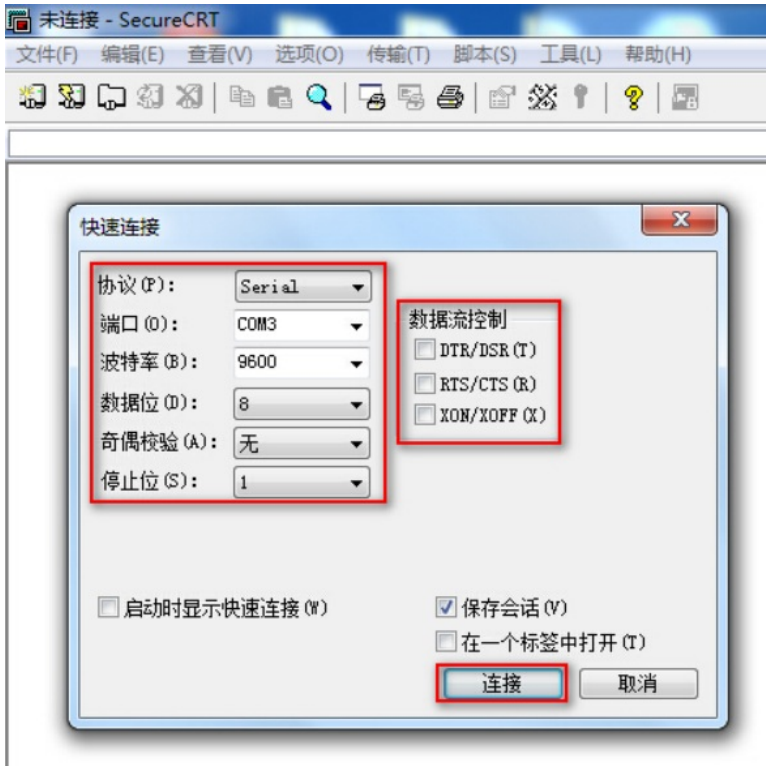 未连接 - SecureCRT
文件(F) 编辑(E) 查看(V) 选项(O) 传输(T) 脚本(S) 工具(L) 帮助(H)
快速连接
协议(P): Serial
端口(O): COM3
波特率(B): 9600
数据位(D): 8
奇偶校验(A): 无
停止位(S): 1
数据流控制
DTR/DSR(T)
RTS/CTS(R)
XON/XOFF(X)
启动时显示快速连接(W)
保存会话(V)
在一个标签中打开(T)
连接 取消